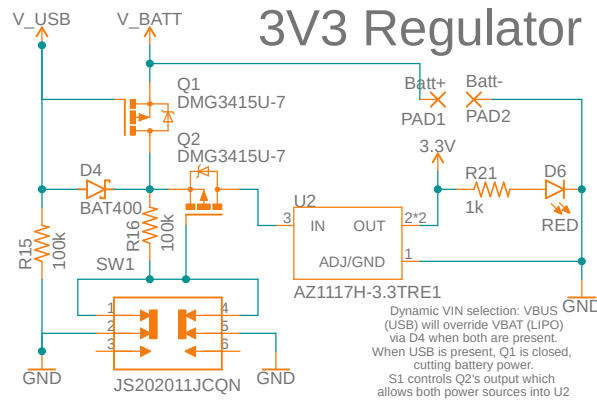 3V3 Regulator
V_USB
V_BATT
Q1
DMG3415U-7
Q2
DMG3415U-7
Batt+
Batt-
PAD1
PAD2
3.3V
D4
BAT400
R21
1k
D6
RED
U2
3
IN
OUT
2*2
ADJ/GND
1
AZ1117H-3.3TRE1
R15
100k
R16
100k
SW1
1
2
3
4
5
6
JS202011JCQN
GND
GND
GND
Dynamic VIN selection: VBUS
(USB) will override VBAT (LIPO)
via D4 when both are present.
When USB is present, Q1 is closed,
cutting battery power.
S1 controls Q2's output which
allows both power sources into U2